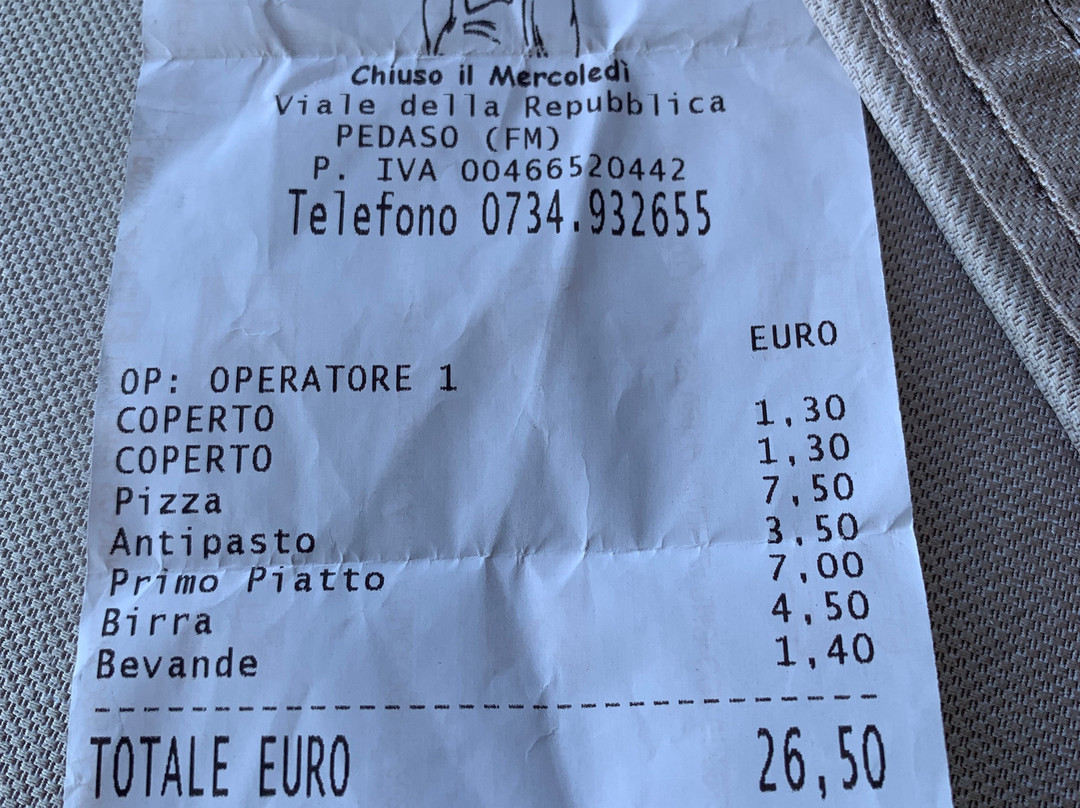 Chiuso il Mercoledì
Viale della Repubblica
PEDASO (FM)
P. IVA 00466520442
Telefono 0734.932655
EURO
OP: OPERATORE 1
COPERTO 1,30
COPERTO 1,30
Pizza 7,50
Antipasto 3,50
Primo Piatto 7,00
Birra 4,50
Bevande 1,40
TOTALE EURO 26,50